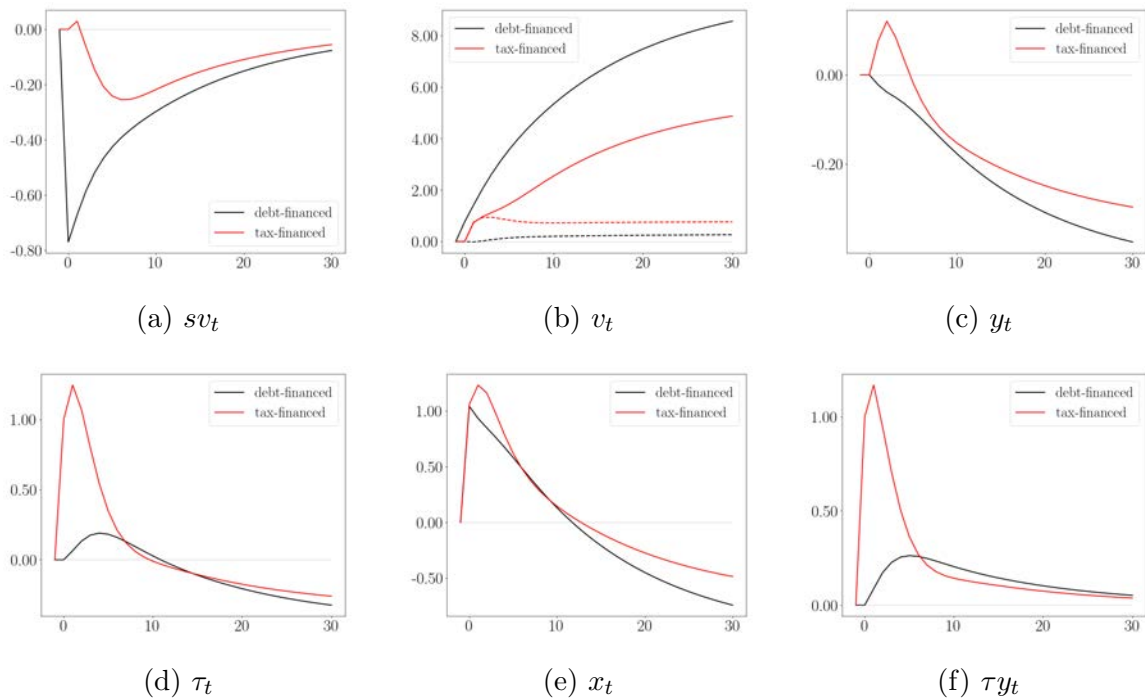 0.00
-0.20
-0.40
-0.60
-0.80
debt-financed
tax-financed
0 10 20 30
(a) sv_t
8.00
6.00
4.00
2.00
0.00
debt-financed
tax-financed
0 10 20 30
(b) v_t
0.00
-0.20
debt-financed
tax-financed
0 10 20 30
(c) y_t
1.00
0.50
0.00
debt-financed
tax-financed
0 10 20 30
(d) τ_t
1.00
0.50
0.00
-0.50
debt-financed
tax-financed
0 10 20 30
(e) x_t
1.00
0.50
0.00
debt-financed
tax-financed
0 10 20 30
(f) τy_t